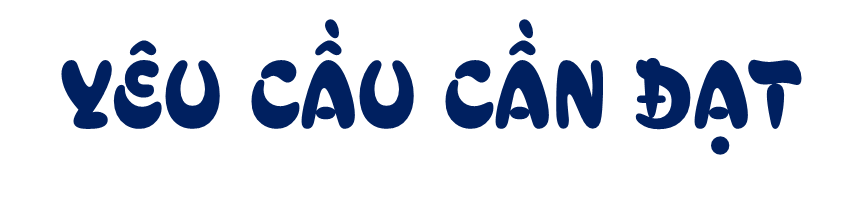 YÊU CẦU CẦN ĐẠT